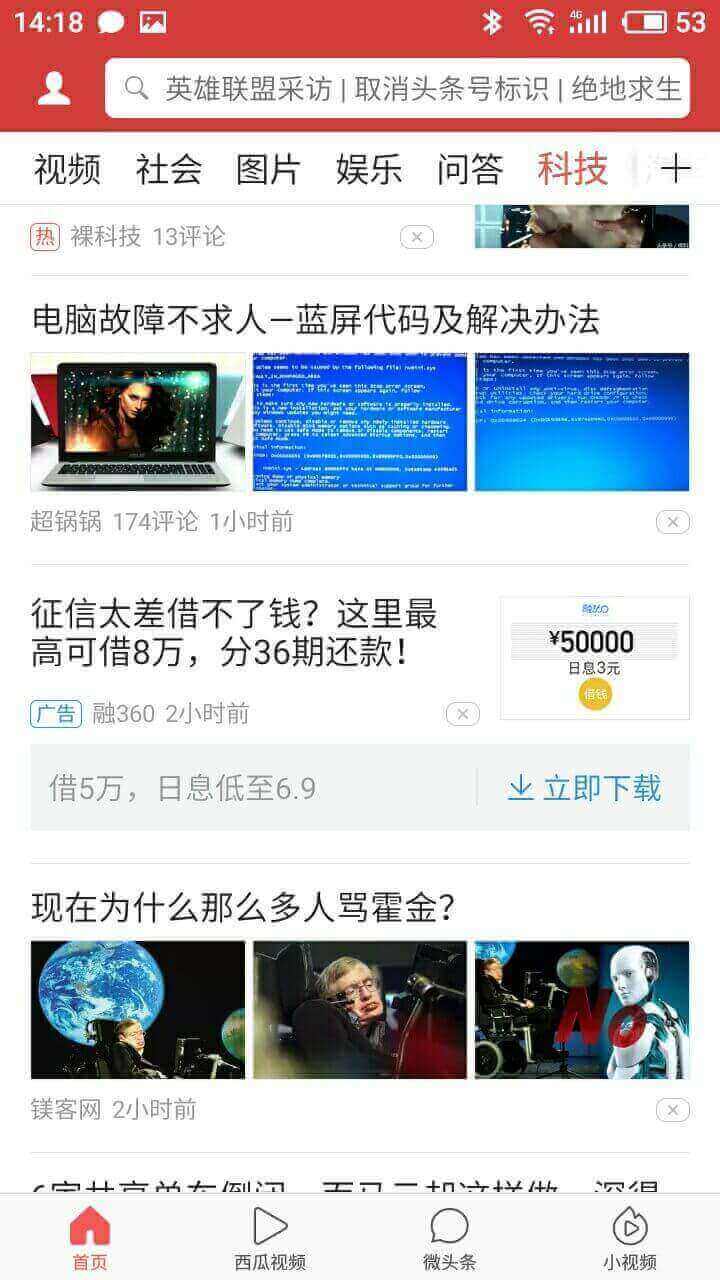 14:18
4G
53
英雄联盟采访 | 取消头条号标识 | 绝地求生
视频 社会 图片 娱乐 问答 科技
热 裸科技 13评论
电脑故障不求人—蓝屏代码及解决办法
超锅锅 174评论 1小时前
征信太差借不了钱？这里最
高可借8万，分36期还款！
¥50000
日息3元
借钱
广告 融360 2小时前
借5万，日息低至6.9
立即下载
现在为什么那么多人骂霍金？
No
镁客网 2小时前
首页 西瓜视频 微头条 小视频